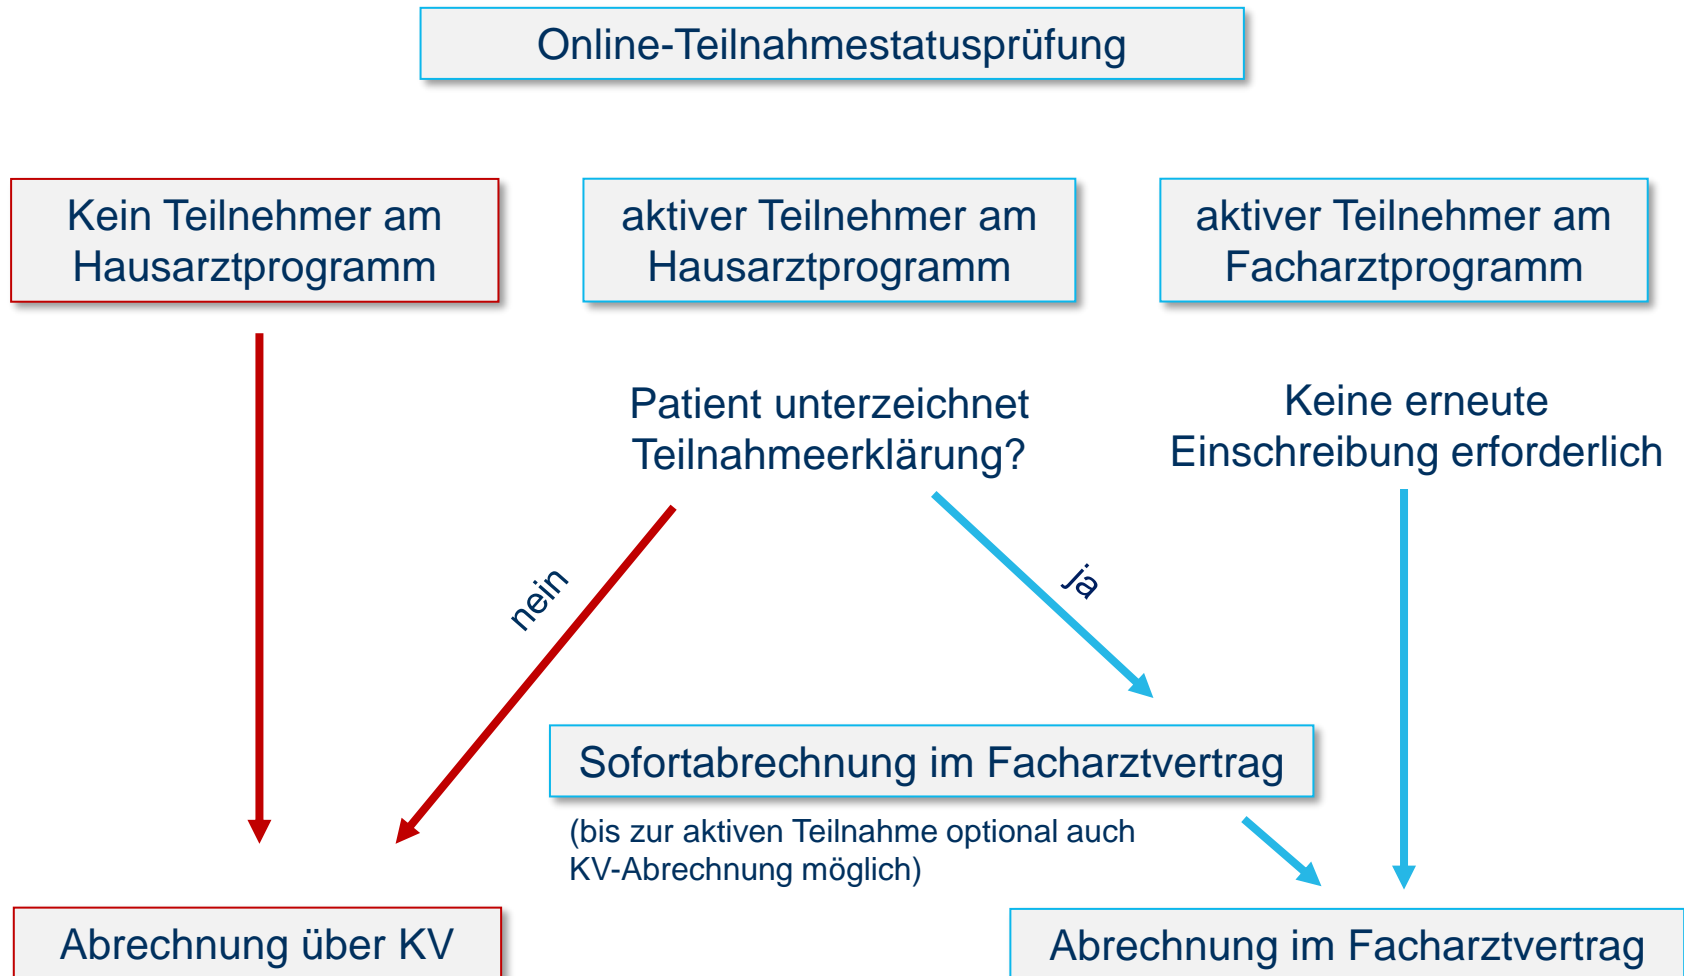 Online-Teilnahmestatusprüfung
Kein Teilnehmer am
Hausarztprogramm
aktiver Teilnehmer am
Hausarztprogramm
aktiver Teilnehmer am
Facharztprogramm
Patient unterzeichnet
Teilnahmeerklärung?
Keine erneute
Einschreibung erforderlich
nein
ja
Sofortabrechnung im Facharztvertrag
(bis zur aktiven Teilnahme optional auch
KV-Abrechnung möglich)
Abrechnung über KV
Abrechnung im Facharztvertrag